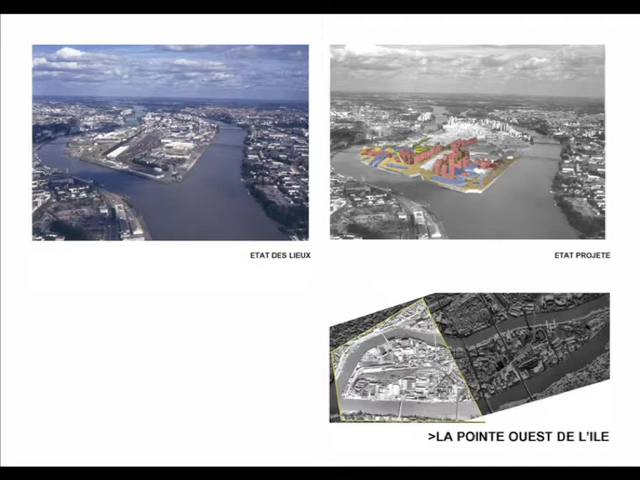 ETAT DES LIEUX
ETAT PROJETE
>LA POINTE OUEST DE L'ILE